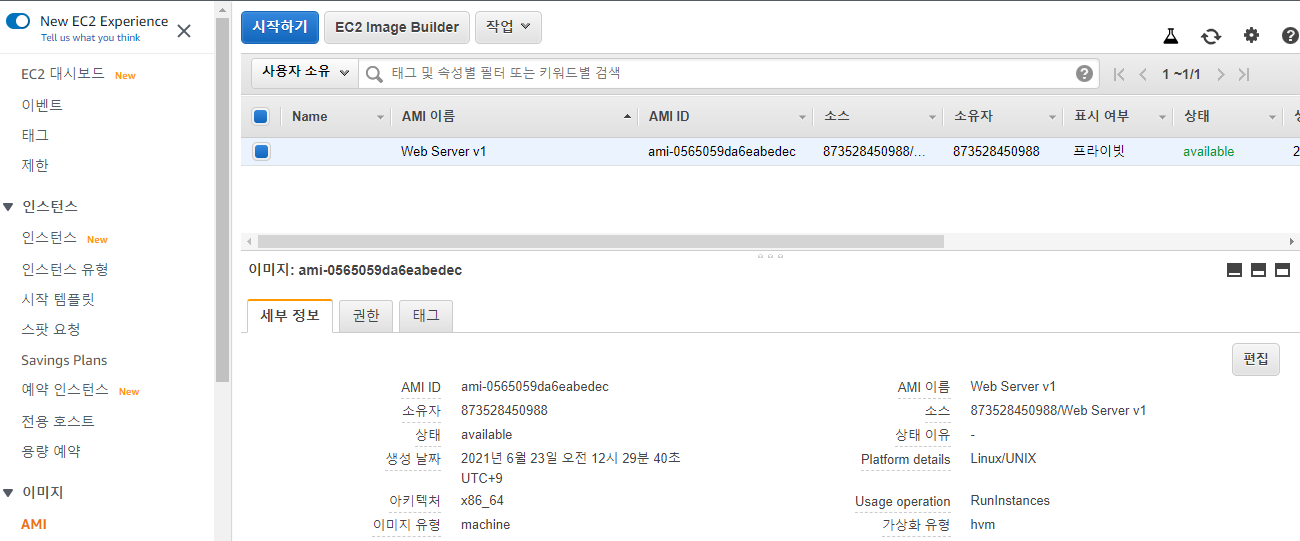 New EC2 Experience
Tell us what you think
EC2 대시보드 New
이벤트
태그
제한
인스턴스
인스턴스 New
인스턴스 유형
시작 템플릿
스팟 요청
Savings Plans
예약 인스턴스 New
전용 호스트
용량 예약
이미지
AMI
시작하기 EC2 Image Builder 작업
사용자 소유 태그 및 속성별 필터 또는 키워드별 검색 1 ~1/1
Name AMI 이름 AMI ID 소스 소유자 표시 여부 상태
Web Server v1 ami-0565059da6eabedec 873528450988/... 873528450988 프라이빗 available 2
이미지: ami-0565059da6eabedec
세부 정보 권한 태그
편집
AMI ID ami-0565059da6eabedec AMI 이름 Web Server v1
소유자 873528450988 소스 873528450988/Web Server v1
상태 available 상태 이유 -
생성 날짜 2021년 6월 23일 오전 12시 29분 40초 Platform details Linux/UNIX
UTC+9
아키텍처 x86_64 Usage operation RunInstances
이미지 유형 machine 가상화 유형 hvm